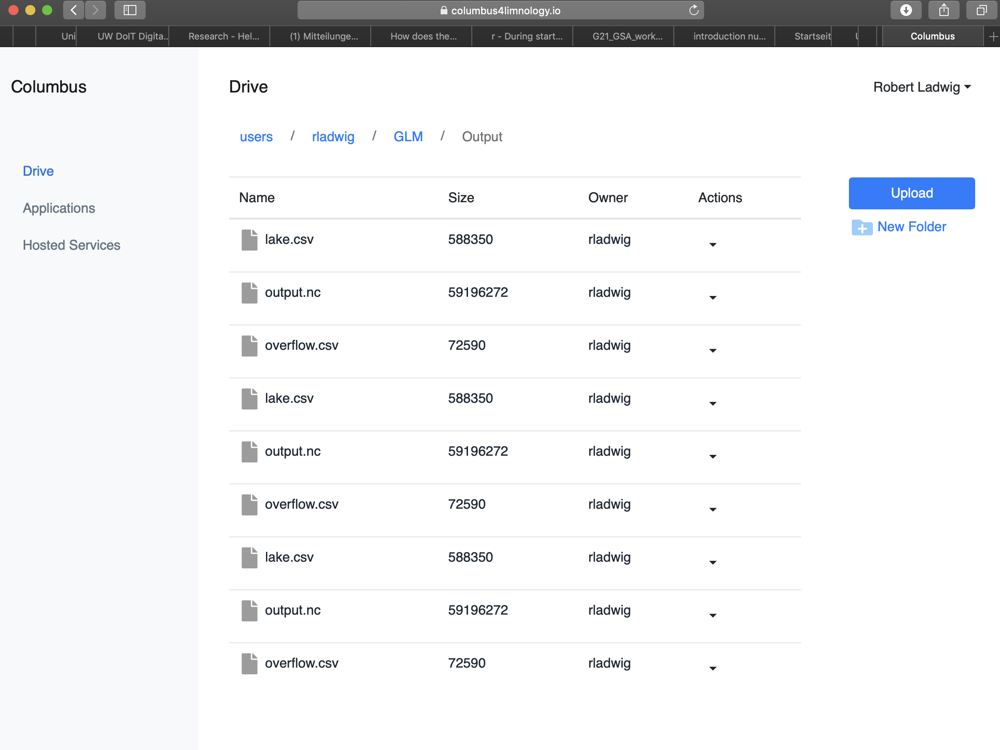 columbus4limnology.io
Uni UW DoIT Digita... Research - Hel... (1) Mitteilunge... How does the... r - During start... G21_GSA_work... introduction nu... Startseit Columbus
Columbus
Drive
Robert Ladwig
users / rladwig / GLM / Output
Drive
Applications
Hosted Services
Name Size Owner Actions
lake.csv 588350 rladwig
output.nc 59196272 rladwig
overflow.csv 72590 rladwig
lake.csv 588350 rladwig
output.nc 59196272 rladwig
overflow.csv 72590 rladwig
lake.csv 588350 rladwig
output.nc 59196272 rladwig
overflow.csv 72590 rladwig
Upload
New Folder